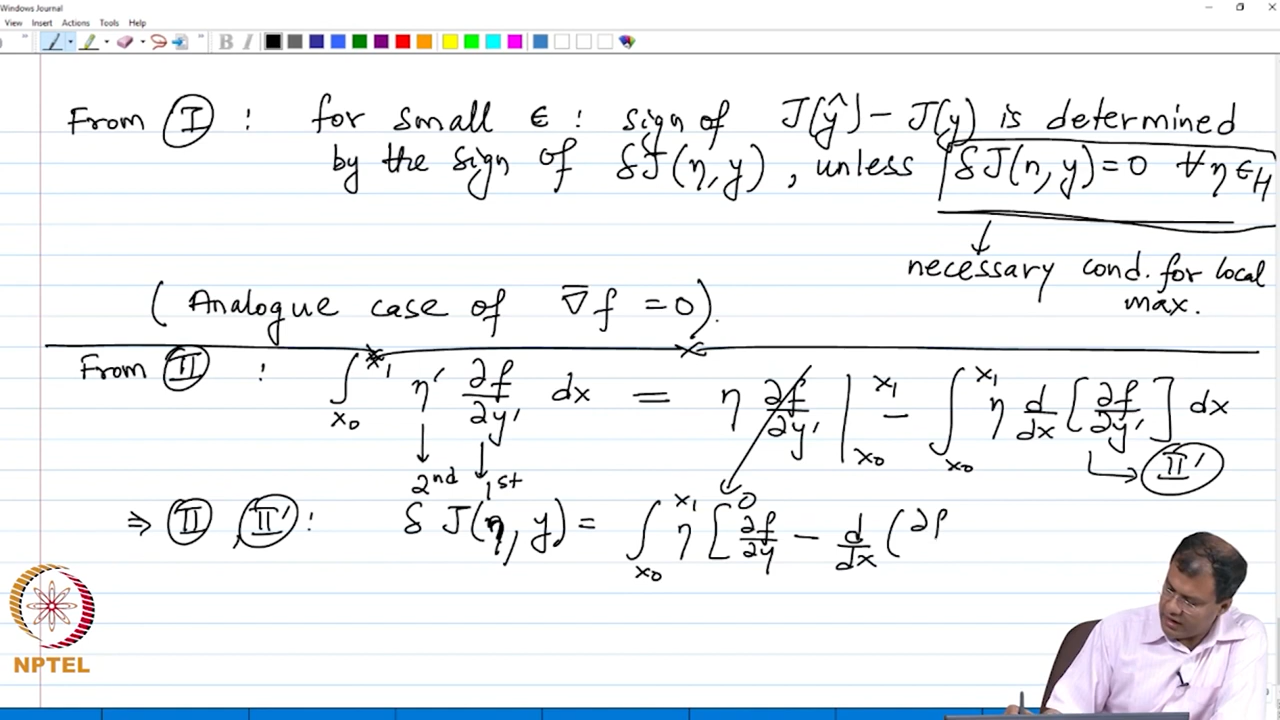 Windows Journal
View Insert Actions Tools Help
From (I) : for small ϵ : sign of J(ŷ) − J(y) is determined
by the sign of δJ(η, y), unless δJ(η, y) = 0 ∀ η ∈ H
necessary cond. for local
max.
(Analogue case of ∇̄f = 0).
From (II) : ∫_{x₀}^{x₁} η′ ∂f/∂y′ dx = η ∂f/∂y′ |_{x₀}^{x₁} − ∫_{x₀}^{x₁} η d/dx [∂f/∂y′] dx
2nd 1st 0 (II′)
⇒ (II), (II′) : δJ(η, y) = ∫_{x₀}^{x₁} η [∂f/∂y − d/dx (∂f
NPTEL